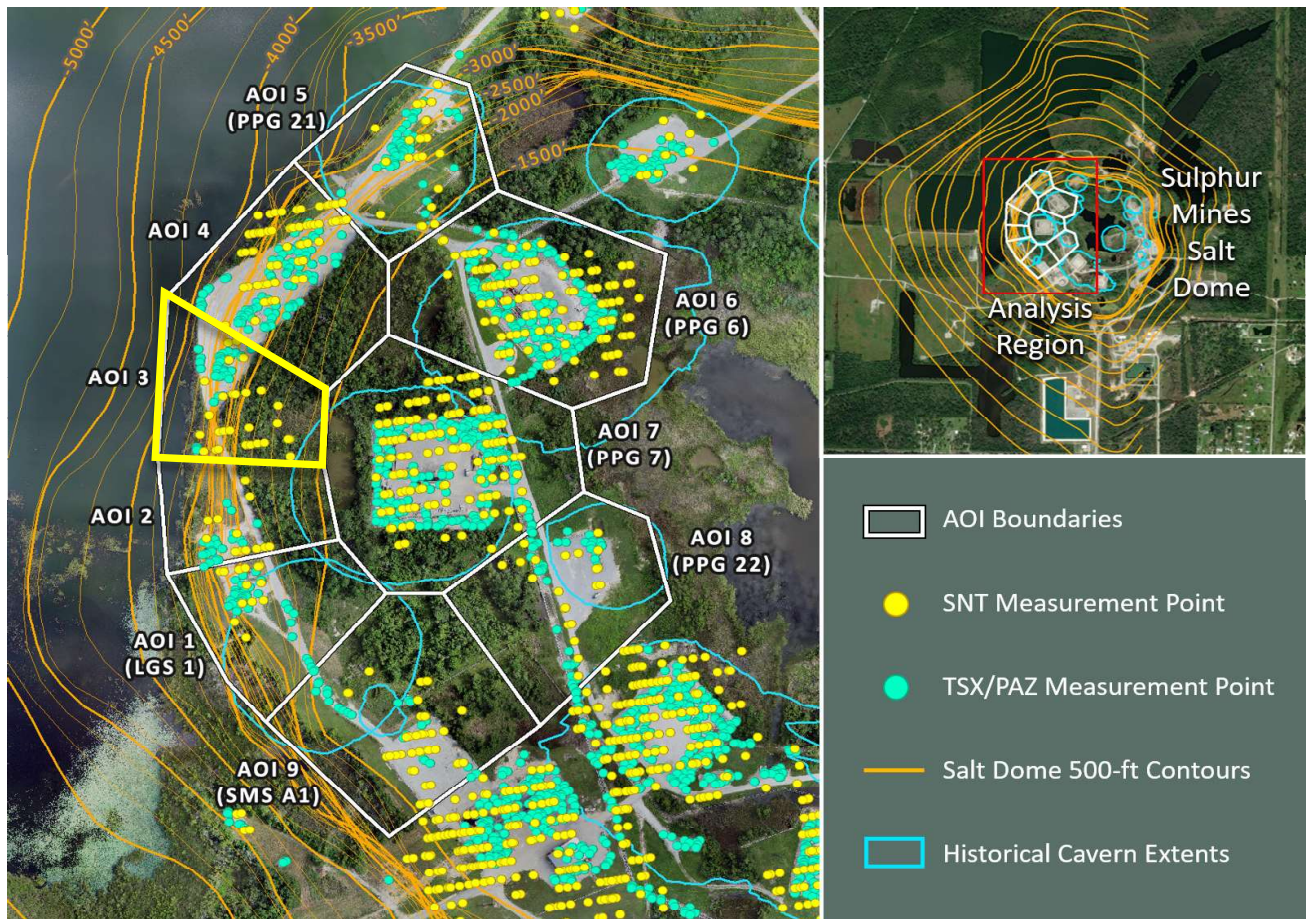 -5000'
-4500'
-4000'
-3500'
-3000'
-2500'
-2000'
-1500'
AOI 5
(PPG 21)
AOI 4
AOI 3
AOI 2
AOI 1
(LGS 1)
AOI 9
(SMS A1)
AOI 6
(PPG 6)
AOI 7
(PPG 7)
AOI 8
(PPG 22)
Sulphur
Mines
Salt
Dome
Analysis
Region
AOI Boundaries
SNT Measurement Point
TSX/PAZ Measurement Point
Salt Dome 500-ft Contours
Historical Cavern Extents